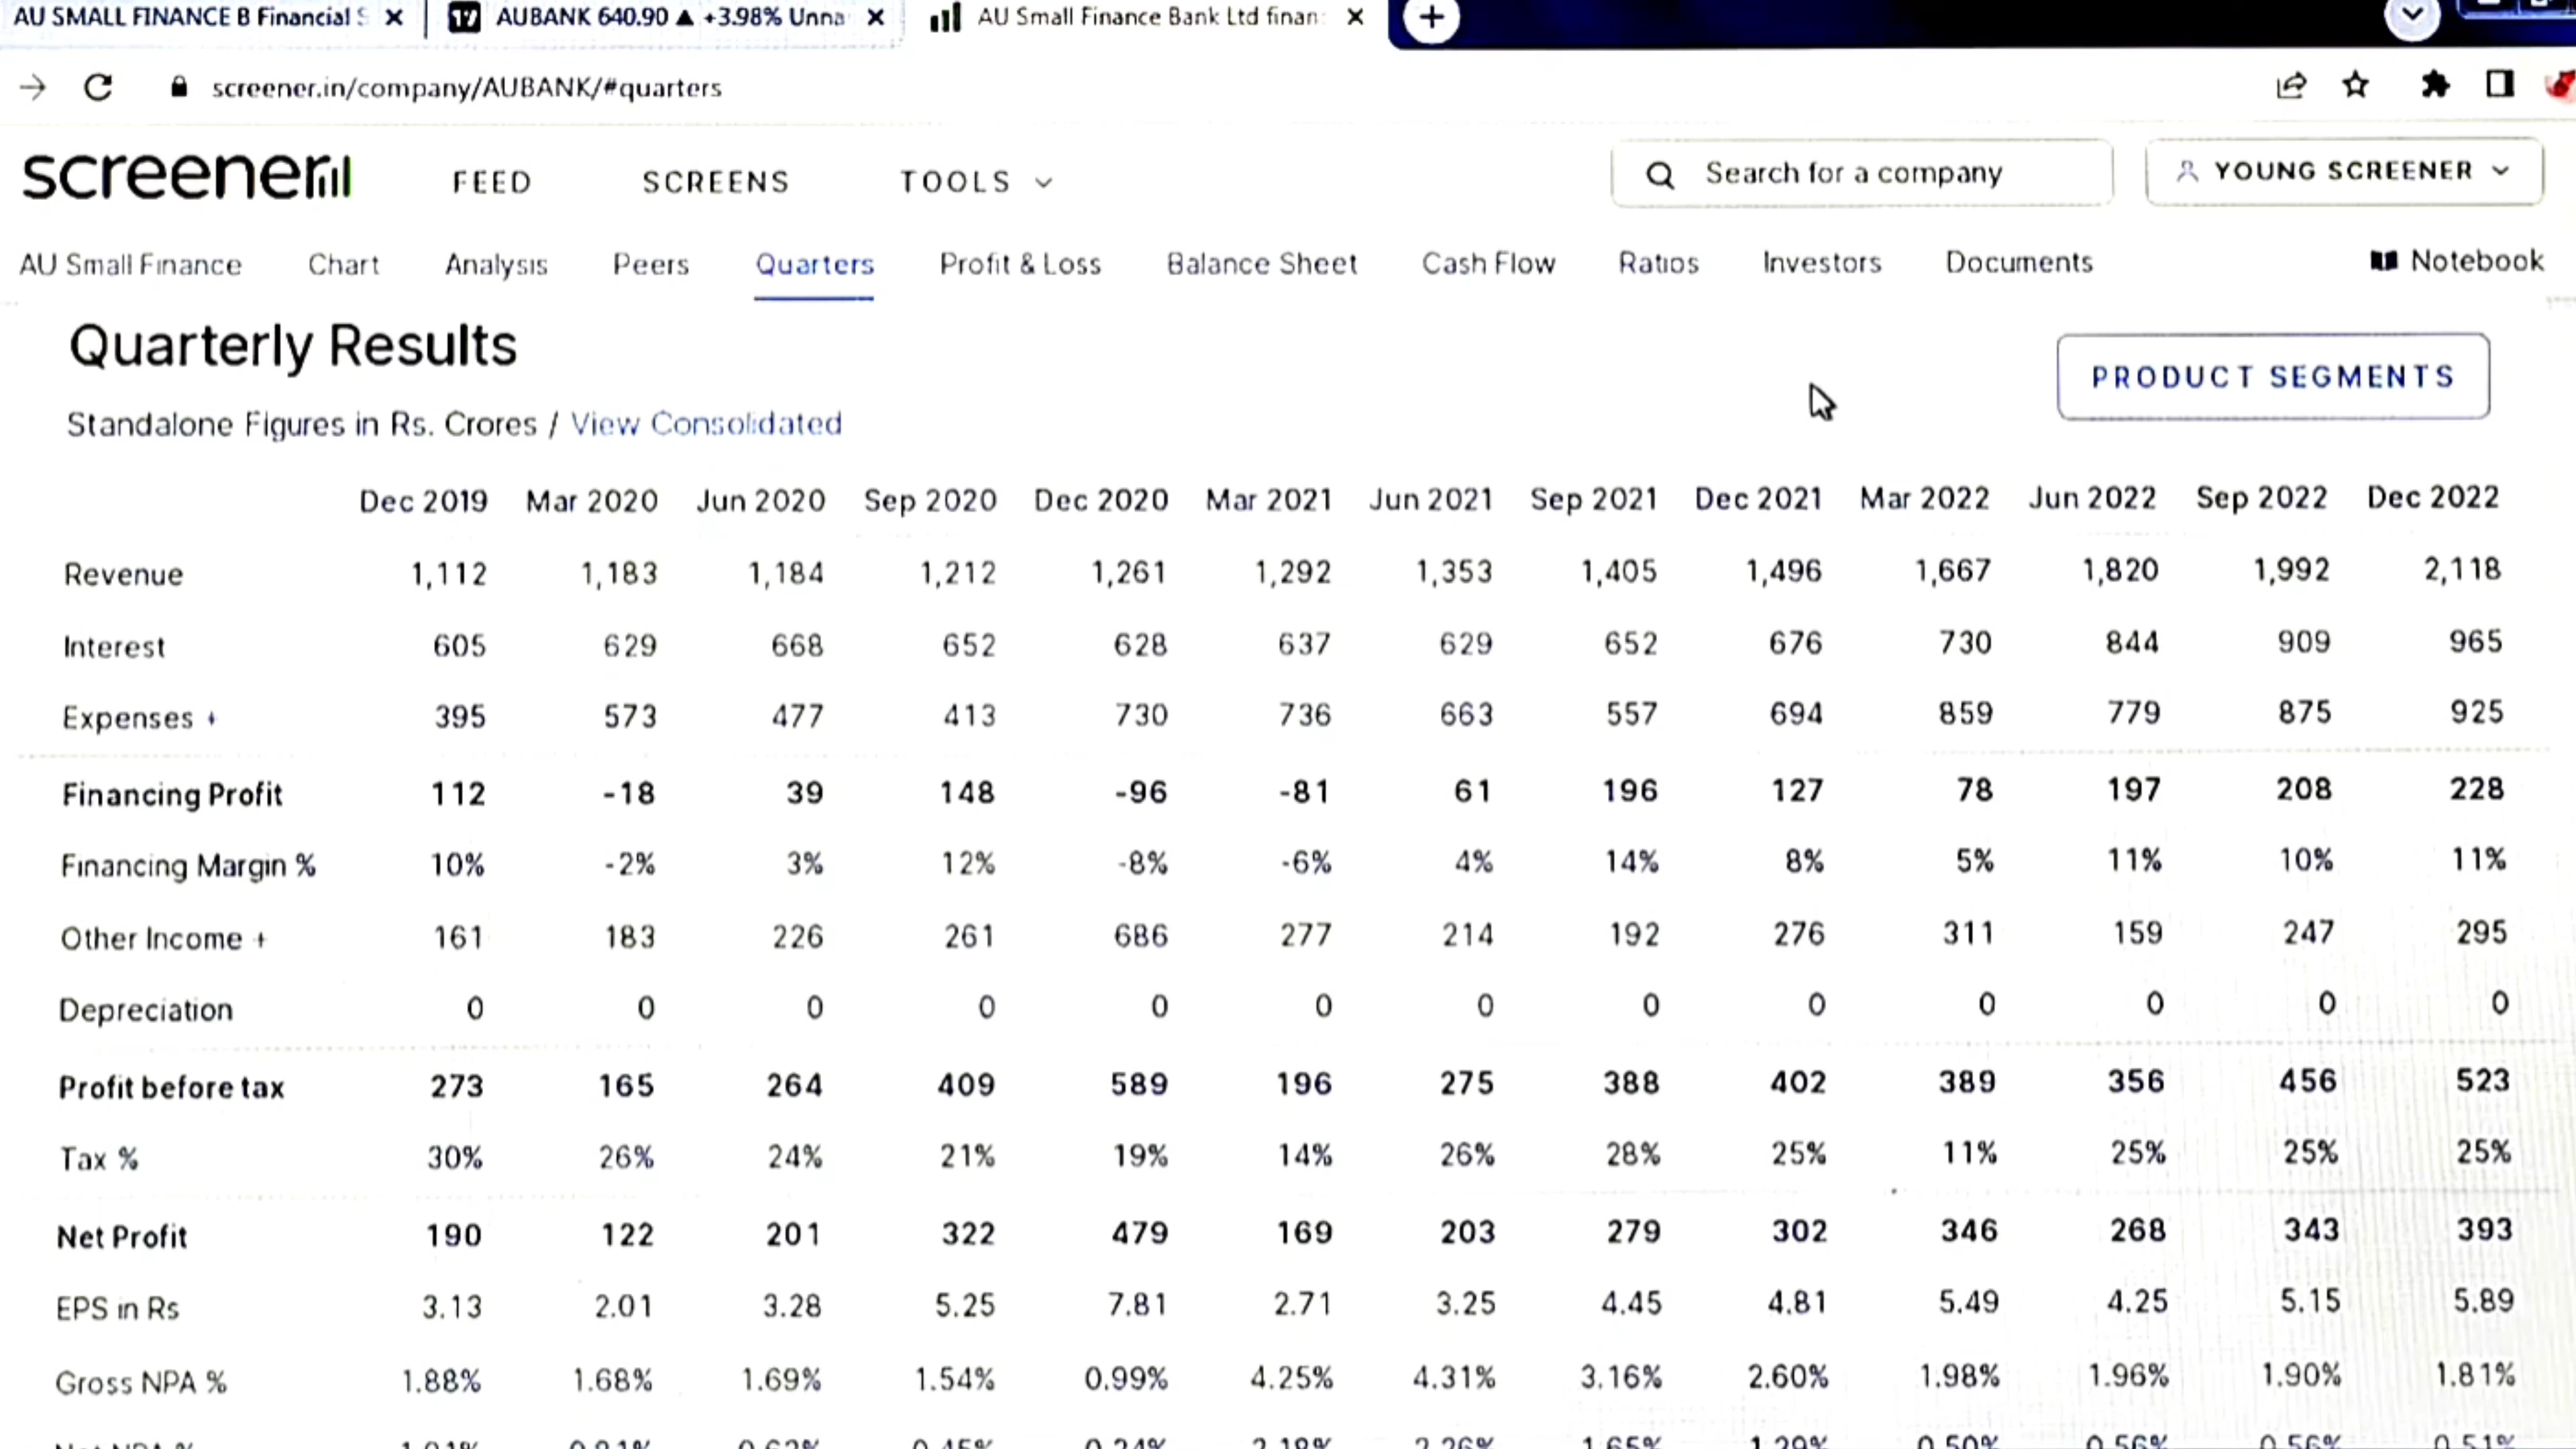 AU SMALL FINANCE B Financial S
AUBANK 640.90 ▲ +3.98% Unna
AU Small Finance Bank Ltd finan
screener.in/company/AUBANK/#quarters
screener
FEED
SCREENS
TOOLS
Search for a company
YOUNG SCREENER
AU Small Finance Chart Analysis Peers Quarters Profit & Loss Balance Sheet Cash Flow Ratios Investors Documents Notebook
Quarterly Results
PRODUCT SEGMENTS
Standalone Figures in Rs. Crores / View Consolidated
Dec 2019 Mar 2020 Jun 2020 Sep 2020 Dec 2020 Mar 2021 Jun 2021 Sep 2021 Dec 2021 Mar 2022 Jun 2022 Sep 2022 Dec 2022
Revenue 1,112 1,183 1,184 1,212 1,261 1,292 1,353 1,405 1,496 1,667 1,820 1,992 2,118
Interest 605 629 668 652 628 637 629 652 676 730 844 909 965
Expenses + 395 573 477 413 730 736 663 557 694 859 779 875 925
Financing Profit 112 -18 39 148 -96 -81 61 196 127 78 197 208 228
Financing Margin % 10% -2% 3% 12% -8% -6% 4% 14% 8% 5% 11% 10% 11%
Other Income + 161 183 226 261 686 277 214 192 276 311 159 247 295
Depreciation 0 0 0 0 0 0 0 0 0 0 0 0 0
Profit before tax 273 165 264 409 589 196 275 388 402 389 356 456 523
Tax % 30% 26% 24% 21% 19% 14% 26% 28% 25% 11% 25% 25% 25%
Net Profit 190 122 201 322 479 169 203 279 302 346 268 343 393
EPS in Rs 3.13 2.01 3.28 5.25 7.81 2.71 3.25 4.45 4.81 5.49 4.25 5.15 5.89
Gross NPA % 1.88% 1.68% 1.69% 1.54% 0.99% 4.25% 4.31% 3.16% 2.60% 1.98% 1.96% 1.90% 1.81%